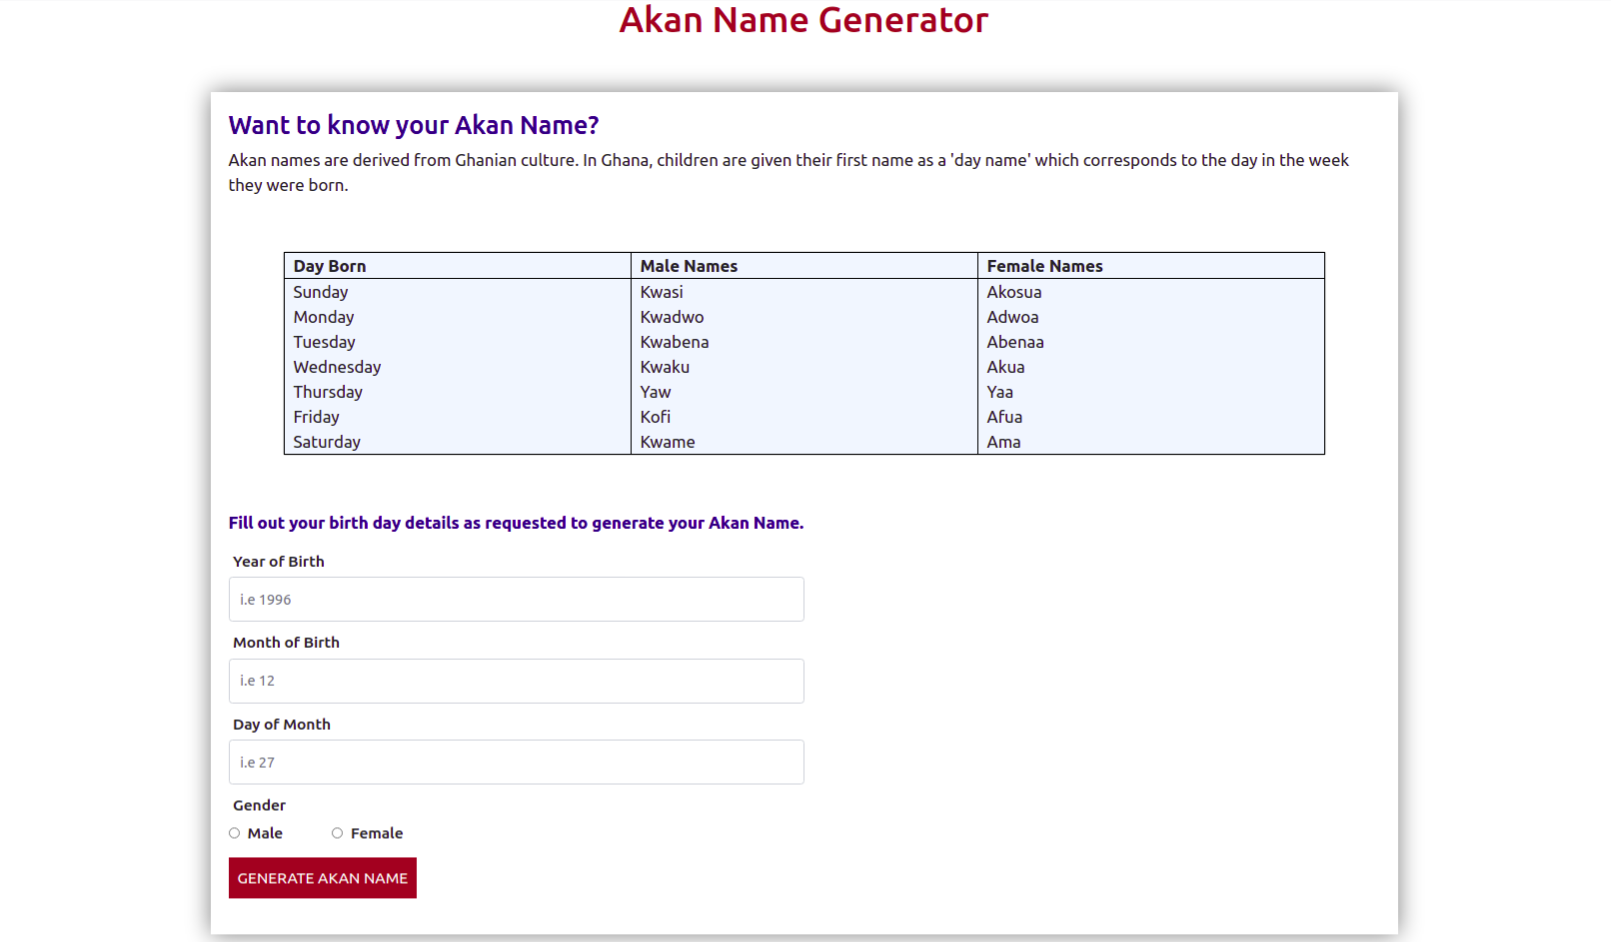 Akan Name Generator
Want to know your Akan Name?
Akan names are derived from Ghanian culture. In Ghana, children are given their first name as a 'day name' which corresponds to the day in the week
they were born.
Day Born Male Names Female Names
Sunday Kwasi Akosua
Monday Kwadwo Adwoa
Tuesday Kwabena Abenaa
Wednesday Kwaku Akua
Thursday Yaw Yaa
Friday Kofi Afua
Saturday Kwame Ama
Fill out your birth day details as requested to generate your Akan Name.
Year of Birth
i.e 1996
Month of Birth
i.e 12
Day of Month
i.e 27
Gender
Male Female
GENERATE AKAN NAME